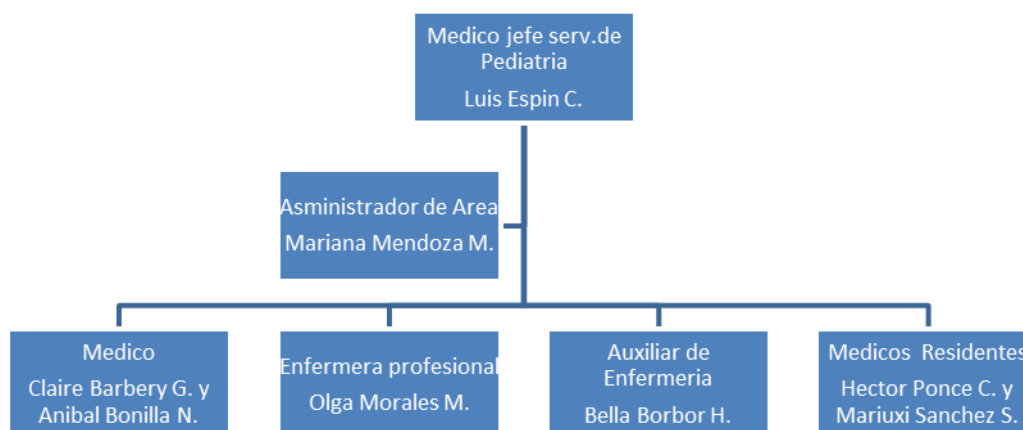 Medico jefe serv.de
Pediatria
Luis Espin C.
Asministrador de Area
Mariana Mendoza M.
Medico
Claire Barbery G. y
Anibal Bonilla N.
Enfermera profesional
Olga Morales M.
Auxiliar de
Enfermeria
Bella Borbor H.
Medicos Residentes
Hector Ponce C. y
Mariuxi Sanchez S.